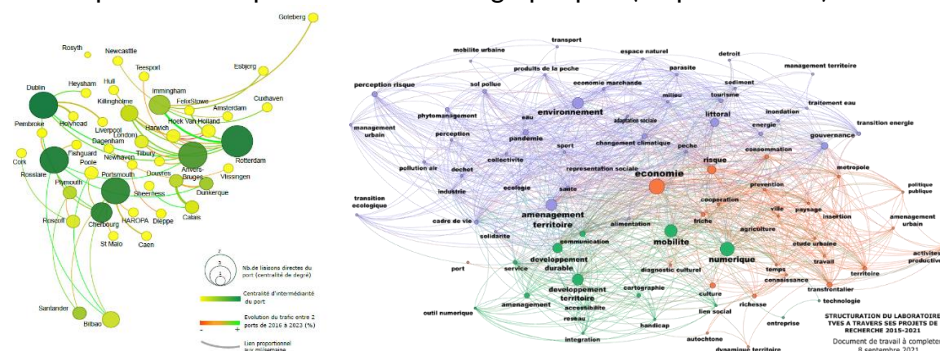 Goteberg
Rosyth
Newcastle
Teesport
Esbjerg
Dublin
Heysham
Hull
Immingham
Killingholme
FelixStowe
Cuxhaven
Amsterdam
Pembroke
Holyhead
Liverpool
Harwich
Hoek Van Holland
Dagenham
London
Rotterdam
Cork
Fishguard
Newhaven
Tilbury
Anvers-
Bruges
Rosslare
Poole
Douvres
Vlissingen
Plymouth
Portsmouth
Sheerness
Dunkerque
Roscoff
Cherbourg
HAROPA
Dieppe
Calais
St Malo
Caen
Santander
Bilbao
Nb.de liaisons directes du
port (centralité de degré)
Centralité d'intermédiarité
du port
Evolution du trafic entre 2
ports de 2016 à 2023 (%)
- +
Lien proportionnel
transport
mobilite urbaine
espace naturel
detroit
produits de la peche
parasite
management territoire
perception risque
sol pollue
economie marchande
sediment
milieu
tourisme
environnement
traitement eau
phytomanagement
eau
adaptation sociale
littoral
inondation
energie
transition energie
management
urbain
perception
pandemie
changement climatique
peche
gouvernance
sport
consommation
pollution air
dechet
collectivite
representation sociale
risque
metropole
economie
industrie
ecologie
sante
prevention
politique
publique
transition
ecologique
cooperation
ville
paysage
cadre de vie
amenagement
territoire
friche
insertion
amenagement
urbain
alimentation
agriculture
solidarite
communication
mobilite
etude urbaine
numerique
travail
activites
productive
port
service
developpement
durable
diagnostic culturel
temps
connaissance
territoire
developpement
territoire
cartographie
culture
transfrontalier
richesse
technologie
outil numerique
amenagement
accesibilite
lien social
reseau
handicap
entreprise
integration
autochtone
dynamique territoire
STRUCTURATION DU LABORATOIRE
TVES A TRAVERS SES PROJETS DE
RECHERCHE 2015-2021
Document de travail à completer
8 septembre 2021